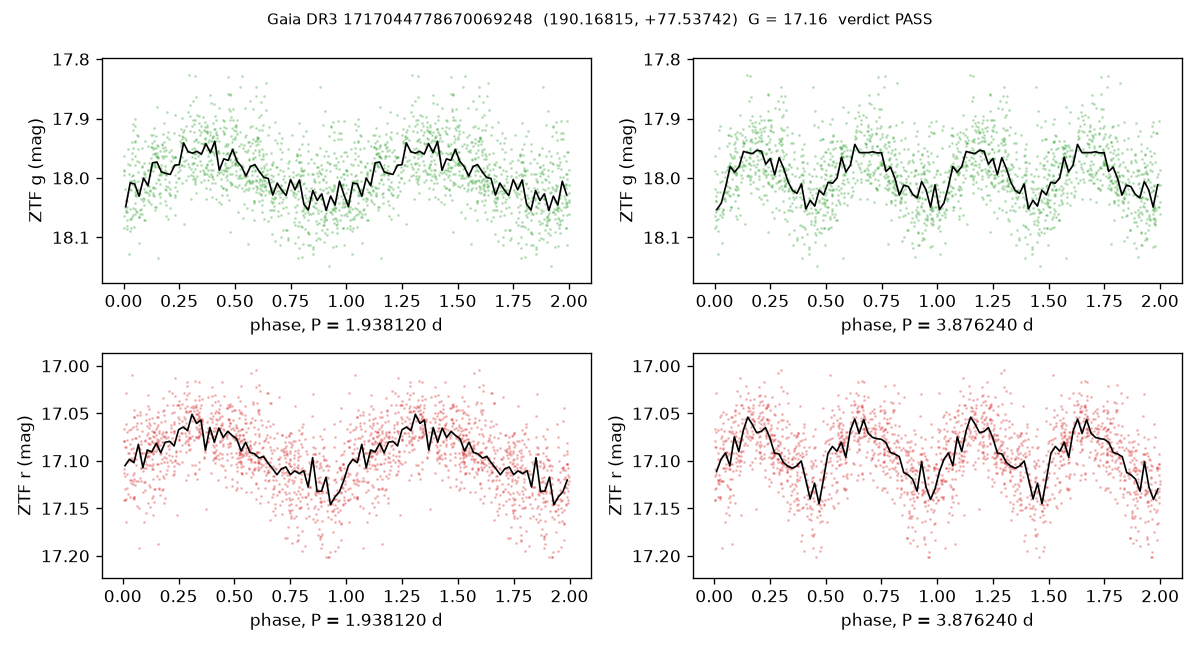 Gaia DR3 1717044778670069248 (190.16815, +77.53742) G = 17.16 verdict PASS
17.8
17.9
18.0
18.1
ZTF g (mag)
0.00 0.25 0.50 0.75 1.00 1.25 1.50 1.75 2.00
phase, P = 1.938120 d
17.8
17.9
18.0
18.1
ZTF g (mag)
0.00 0.25 0.50 0.75 1.00 1.25 1.50 1.75 2.00
phase, P = 3.876240 d
17.00
17.05
17.10
17.15
17.20
ZTF r (mag)
0.00 0.25 0.50 0.75 1.00 1.25 1.50 1.75 2.00
phase, P = 1.938120 d
17.00
17.05
17.10
17.15
17.20
ZTF r (mag)
0.00 0.25 0.50 0.75 1.00 1.25 1.50 1.75 2.00
phase, P = 3.876240 d